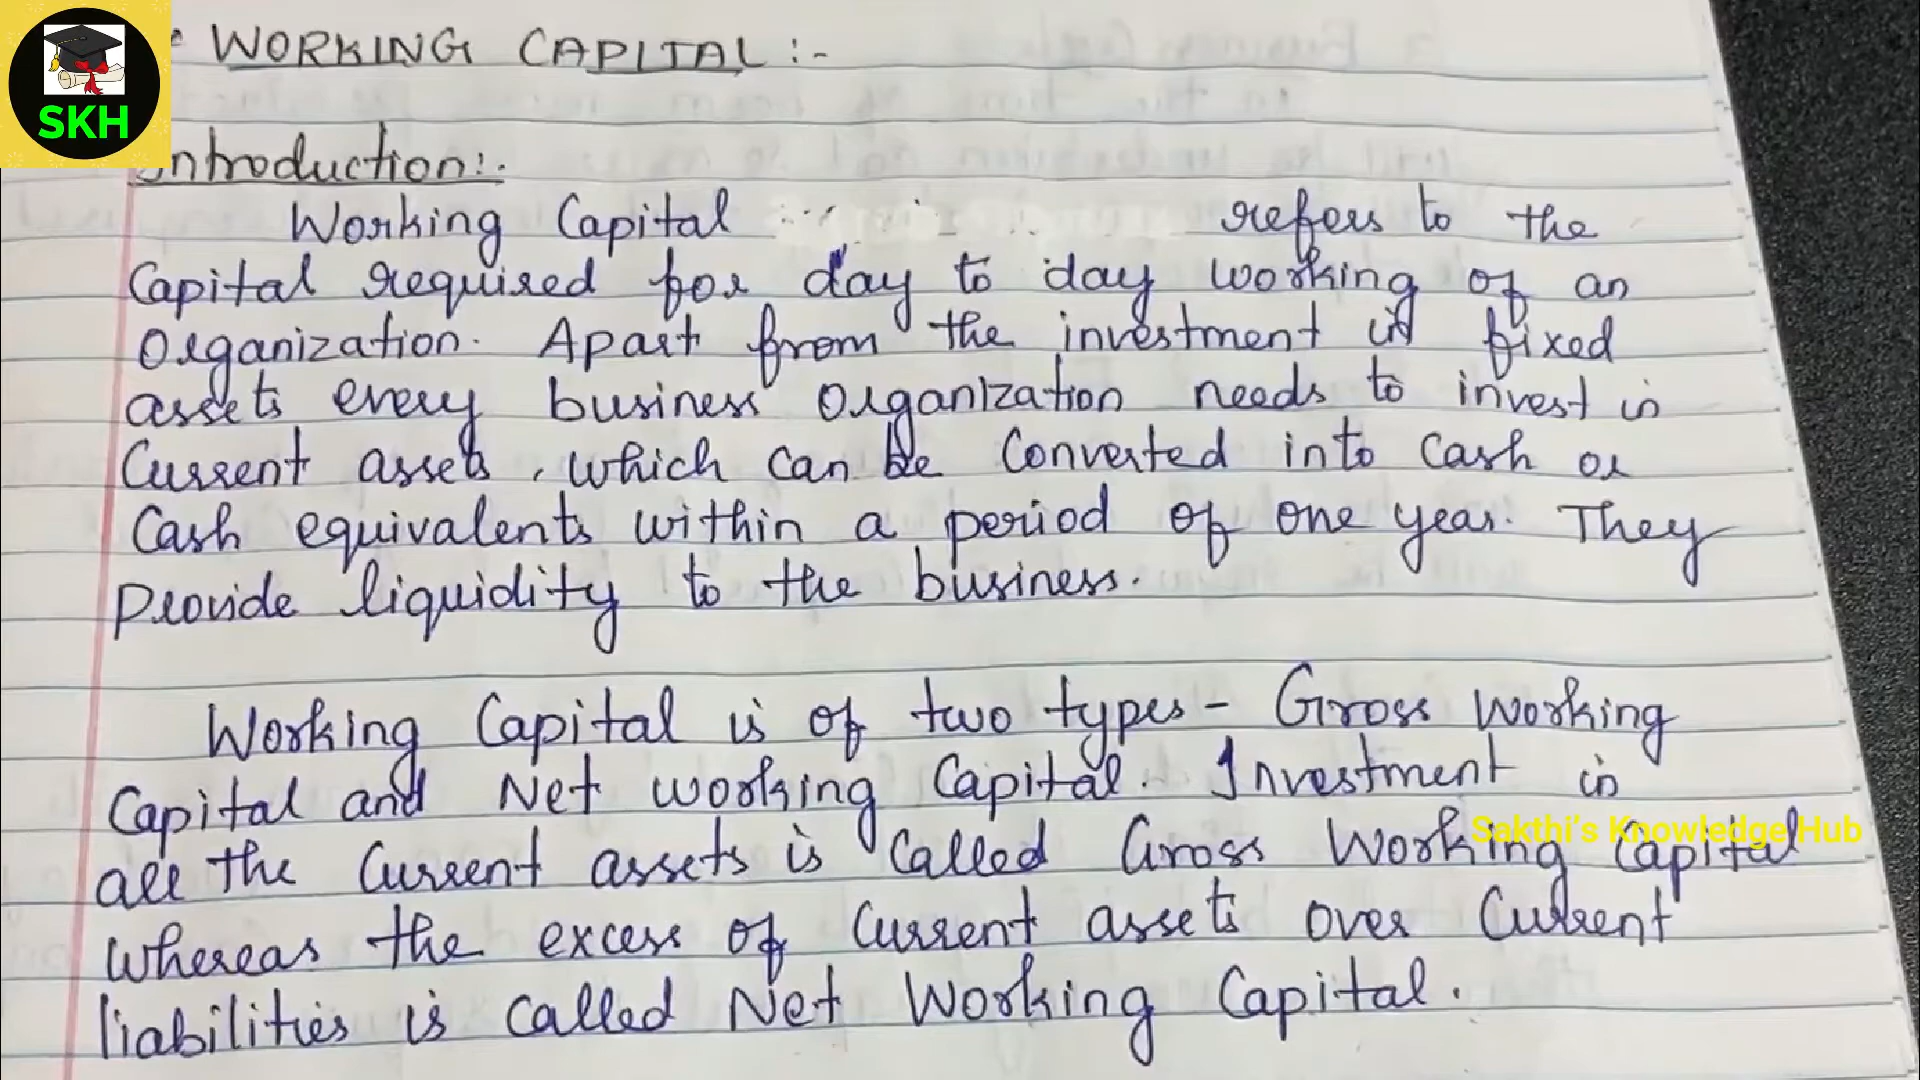 SKH
WORKING CAPITAL :-
Introduction:-
Working Capital refers to the
Capital required for day to day working of an
Organization. Apart from the investment in fixed
assets every business organization needs to invest in
Current assets, which can be Converted into Cash or
Cash equivalents within a period of one year. They
provide liquidity to the business.
Working Capital is of two types - Gross Working
Capital and Net working Capital. Investment in
Sakthi's Knowledge Hub
all the Current assets is Called Gross Working Capital
whereas the excess of Current assets over Current
liabilities is Called Net Working Capital.